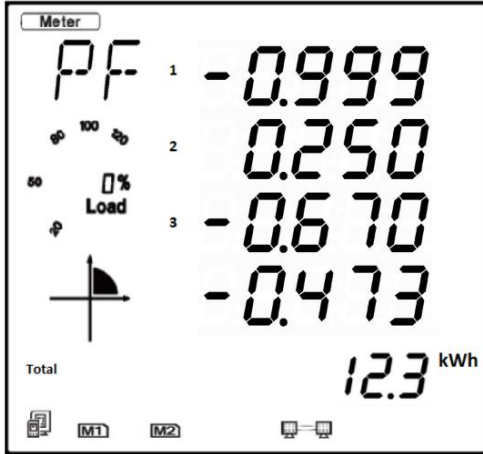 Meter
PF 1 -0.999
80 100 120
2 0.250
50 0% Load
3 -0.670
20
-0.473
Total 12.3 kWh
M1 M2